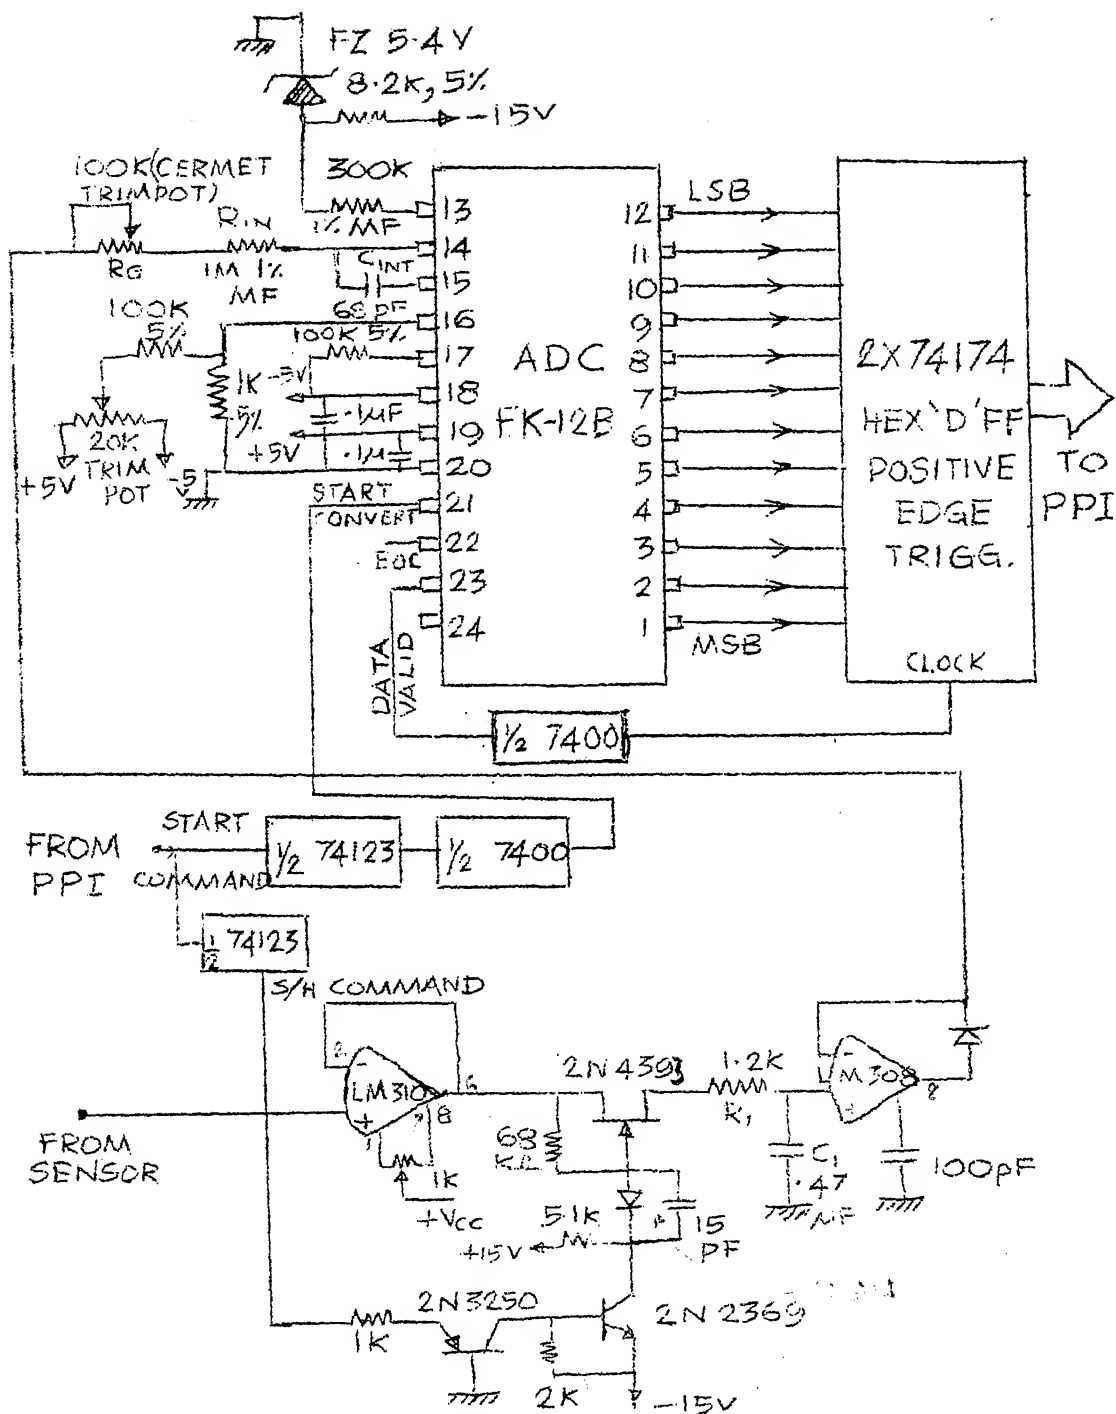 FZ 5.4V
8.2K, 5%
-15V
100K(CERMET
TRIMPOT)
300K
1% MF
RIN
RG
1M 1%
MF
CINT
68PF
100K
5%
100K 5%
1K
5%
-5V
.1µF
+5V
.1µ
20K
TRIM
POT
+5V
-5
START
CONVERT
EOC
DATA
VALID
13
14
15
16
17
18
19
20
21
22
23
24
ADC
EK-12B
12
11
10
9
8
7
6
5
4
3
2
1
LSB
MSB
2X74174
HEX 'D' FF
POSITIVE
EDGE
TRIGG.
CLOCK
TO
PPI
1/2 7400
FROM
PPI
START
COMMAND
1/2 74123
1/2 7400
1/2 74123
S/H COMMAND
2
-
LM310
+
6
8
1
1K
+VCC
FROM
SENSOR
2N4393
68
KΩ
1.2K
R1
-
LM308
+
8
C1
.47
MF
100pF
5.1K
+15V
15
PF
2N3250
1K
2K
2N2369
-15V